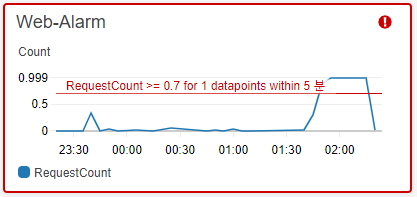 Web-Alarm
Count
0.999
RequestCount >= 0.7 for 1 datapoints within 5 분
0.5
0
23:30 00:00 00:30 01:00 01:30 02:00
RequestCount